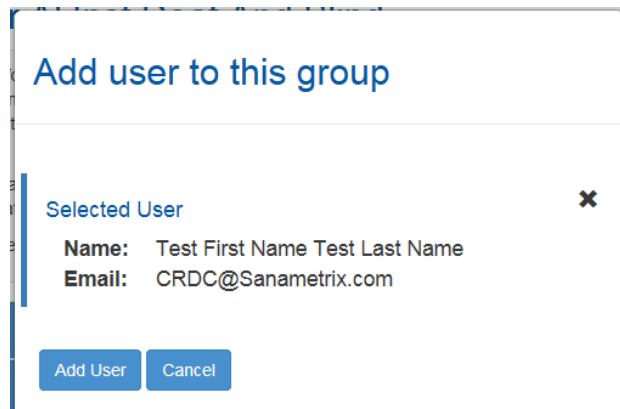 Add user to this group
Selected User
Name: Test First Name Test Last Name
Email: CRDC@Sanametrix.com
Add User Cancel